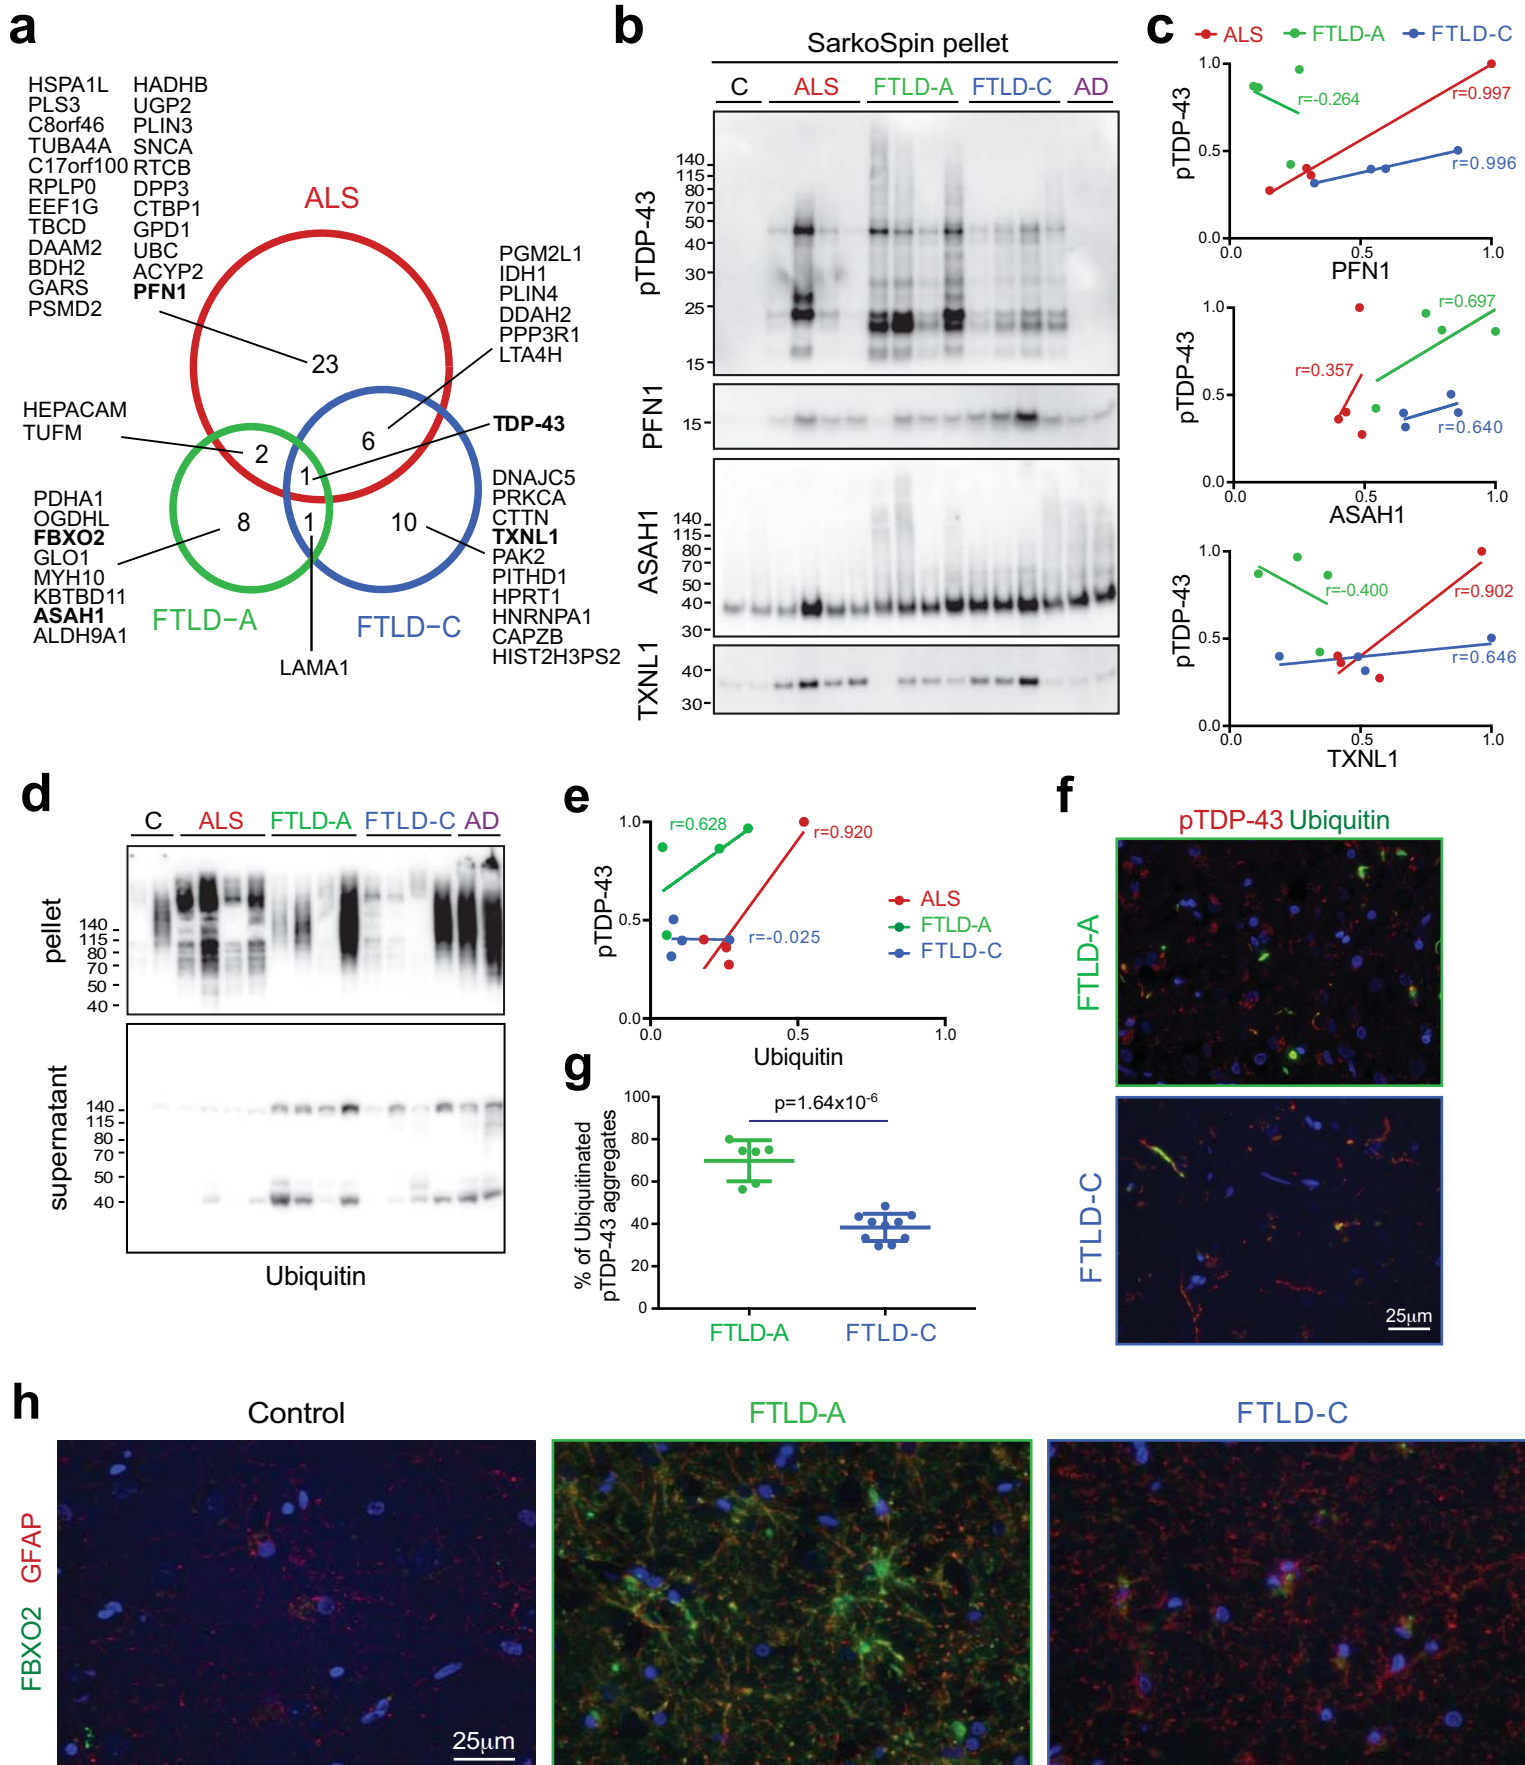 a
HSPA1L HADHB
PLS3 UGP2
C8orf46 PLIN3
TUBA4A SNCA
C17orf100 RTCB
RPLP0 DPP3
EEF1G CTBP1
TBCD GPD1
DAAM2 UBC
BDH2 ACYP2
GARS PFN1
PSMD2
ALS
PGM2L1
IDH1
PLIN4
DDAH2
PPP3R1
LTA4H
23
HEPACAM
TUFM
TDP-43
2
6
1
PDHA1
OGDHL
FBXO2
GLO1
MYH10
KBTBD11
ASAH1
ALDH9A1
8
1
10
DNAJC5
PRKCA
CTTN
TXNL1
PAK2
PITHD1
HPRT1
HNRNPA1
CAPZB
HIST2H3PS2
FTLD-A
FTLD-C
LAMA1
b
SarkoSpin pellet
C ALS FTLD-A FTLD-C AD
pTDP-43
140
115
80
70
50
40
30
25
15
PFN1
15
ASAH1
140
115
80
70
50
40
30
TXNL1
40
30
c
ALS FTLD-A FTLD-C
pTDP-43
1.0
0.5
0.0
r=-0.264
r=0.997
r=0.996
0.0 0.5 1.0
PFN1
pTDP-43
1.0
0.5
0.0
r=0.697
r=0.357
r=0.640
0.0 0.5 1.0
ASAH1
pTDP-43
1.0
0.5
0.0
r=-0.400
r=0.902
r=0.646
0.0 0.5 1.0
TXNL1
d
C ALS FTLD-A FTLD-C AD
pellet
140
115
80
70
50
40
supernatant
140
115
80
70
50
40
Ubiquitin
e
pTDP-43
1.0
0.5
0.0
r=0.628
r=0.920
r=-0.025
ALS
FTLD-A
FTLD-C
0.0 0.5 1.0
Ubiquitin
f
pTDP-43 Ubiquitin
FTLD-A
FTLD-C
25μm
g
% of Ubiquitinated
pTDP-43 aggregates
100
80
60
40
20
0
p=1.64x10-6
FTLD-A FTLD-C
h
Control FTLD-A FTLD-C
FBXO2 GFAP
25μm